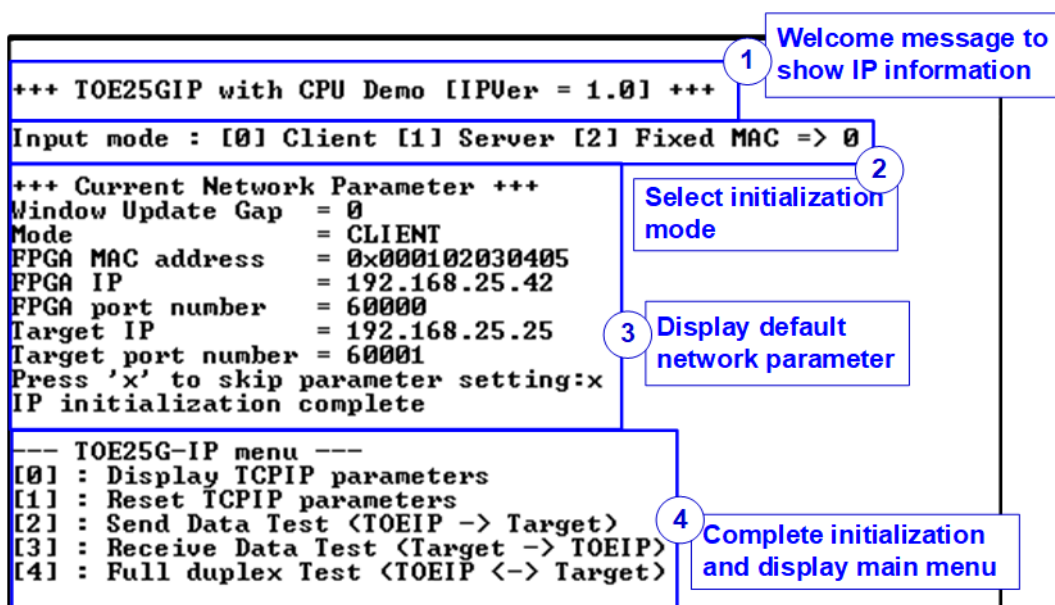 1
Welcome message to
show IP information
+++ TOE25GIP with CPU Demo [IPVer = 1.0] +++
Input mode : [0] Client [1] Server [2] Fixed MAC => 0
2
Select initialization
mode
+++ Current Network Parameter +++
Window Update Gap = 0
Mode = CLIENT
FPGA MAC address = 0x000102030405
FPGA IP = 192.168.25.42
FPGA port number = 60000
Target IP = 192.168.25.25
Target port number = 60001
Press 'x' to skip parameter setting:x
IP initialization complete
3
Display default
network parameter
--- TOE25G-IP menu ---
[0] : Display TCPIP parameters
[1] : Reset TCPIP parameters
[2] : Send Data Test (TOEIP -> Target)
[3] : Receive Data Test (Target -> TOEIP)
[4] : Full duplex Test (TOEIP <-> Target)
4
Complete initialization
and display main menu